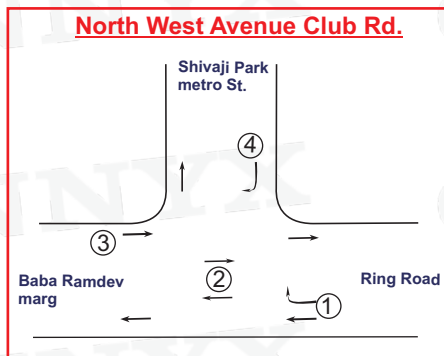 North West Avenue Club Rd.
Shivaji Park
metro St.
4
3
2
Baba Ramdev
marg
Ring Road
1